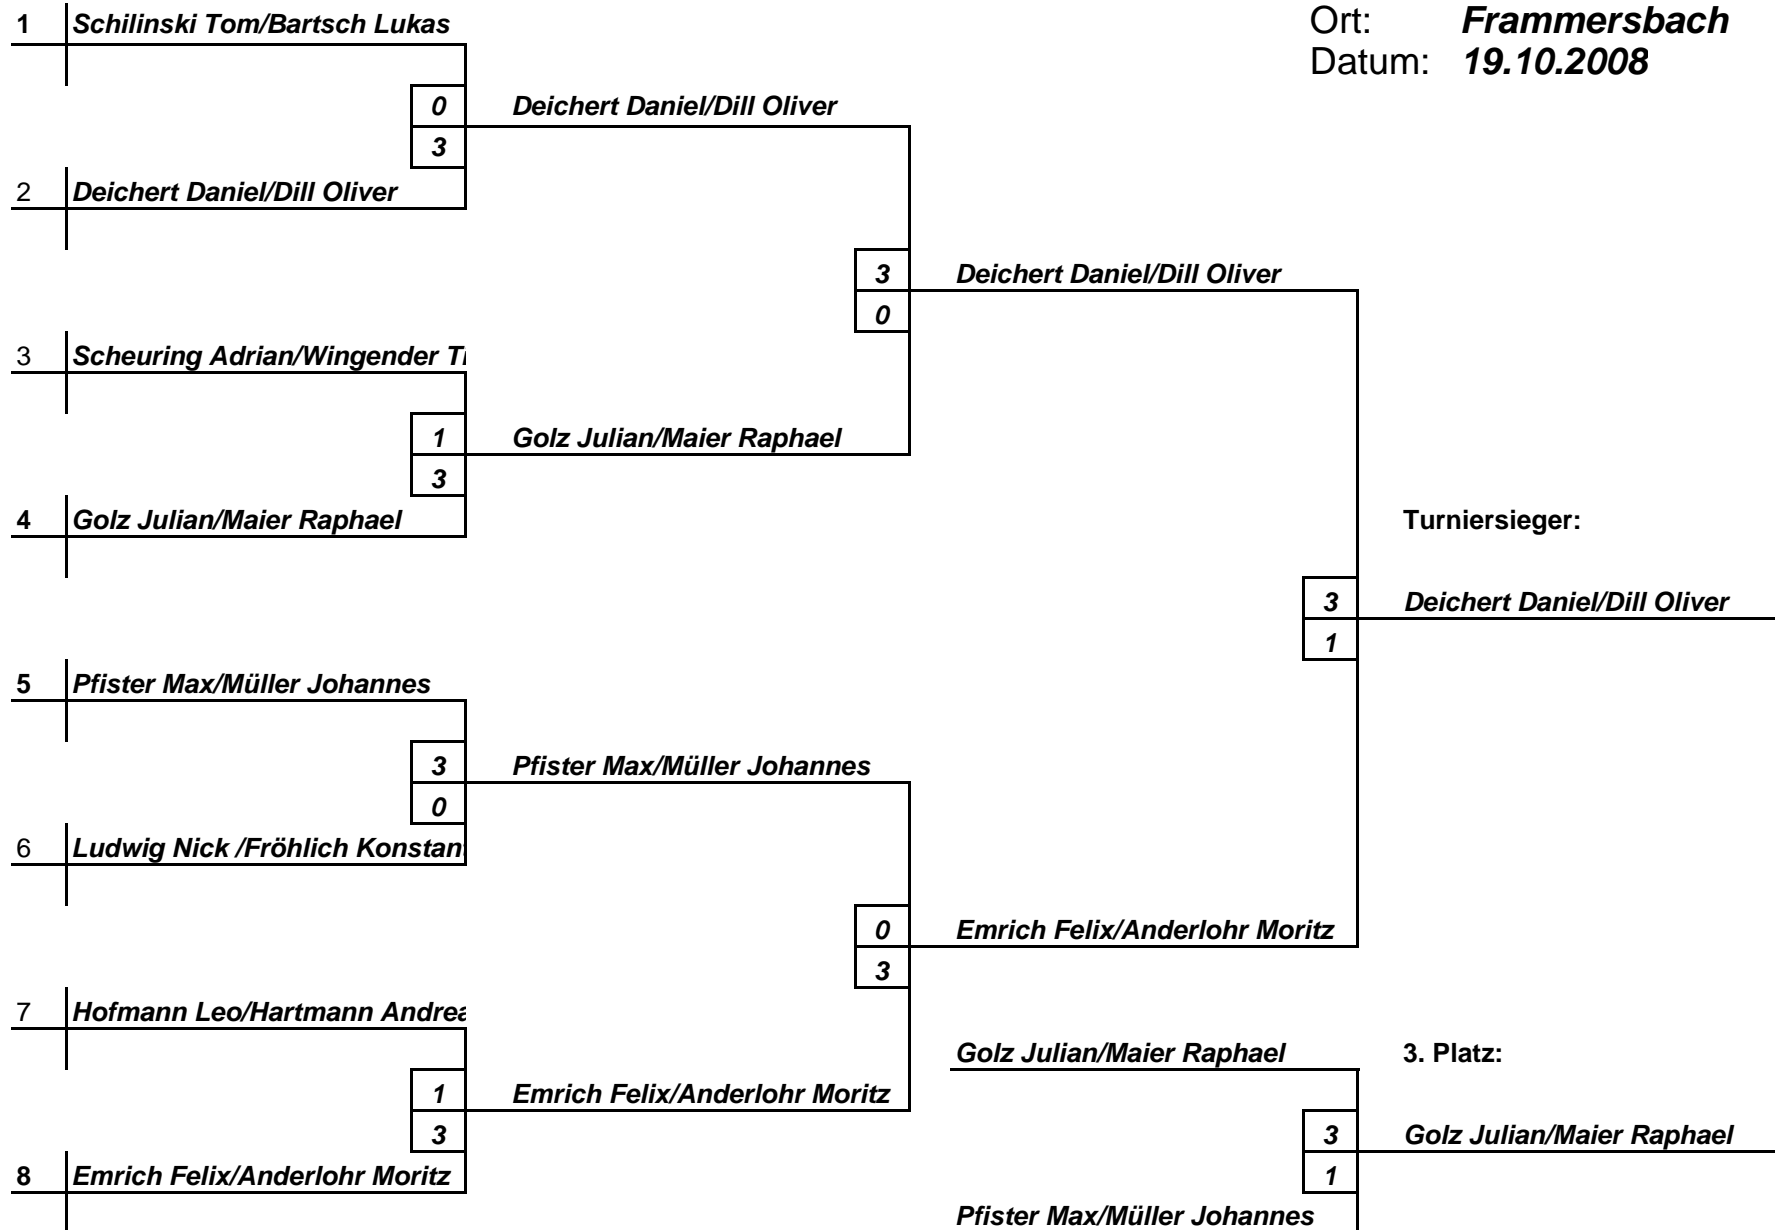 1 Schilinski Tom/Bartsch Lukas
Ort: Frammersbach
Datum: 19.10.2008
0 Deichert Daniel/Dill Oliver
3
2 Deichert Daniel/Dill Oliver
3 Deichert Daniel/Dill Oliver
0
3 Scheuring Adrian/Wingender
1 Golz Julian/Maier Raphael
3
4 Golz Julian/Maier Raphael
Turniersieger:
3 Deichert Daniel/Dill Oliver
1
5 Pfister Max/Müller Johannes
3 Pfister Max/Müller Johannes
0
6 Ludwig Nick /Fröhlich Konstan
0 Emrich Felix/Anderlohr Moritz
3
7 Hofmann Leo/Hartmann Andrea
Golz Julian/Maier Raphael 3. Platz:
1 Emrich Felix/Anderlohr Moritz
3
3 Golz Julian/Maier Raphael
8 Emrich Felix/Anderlohr Moritz
1
Pfister Max/Müller Johannes